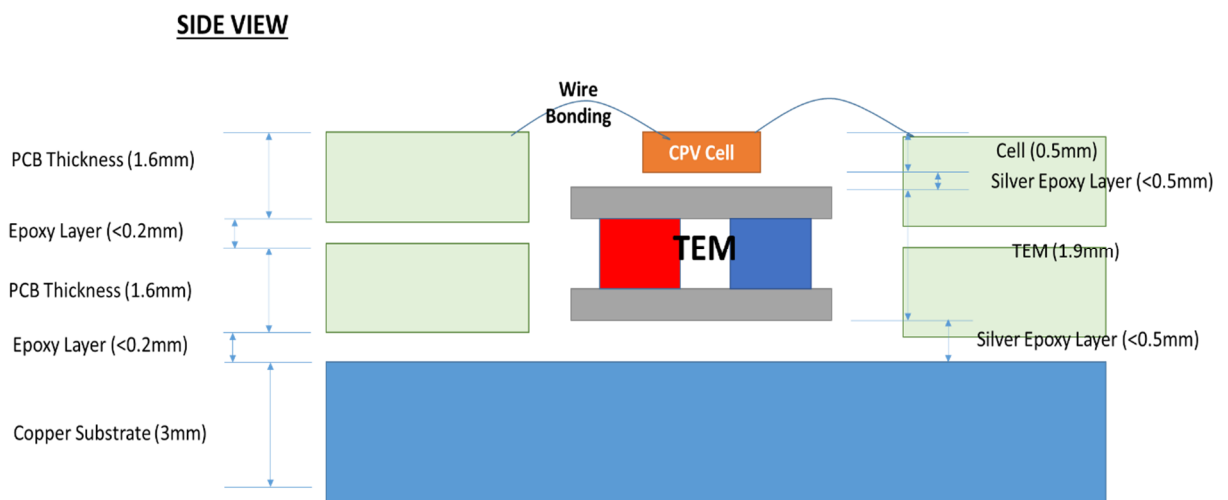 SIDE VIEW
Wire
Bonding
PCB Thickness (1.6mm)
CPV Cell
Cell (0.5mm)
Silver Epoxy Layer (<0.5mm)
Epoxy Layer (<0.2mm)
TEM
TEM (1.9mm)
PCB Thickness (1.6mm)
Epoxy Layer (<0.2mm)
Silver Epoxy Layer (<0.5mm)
Copper Substrate (3mm)